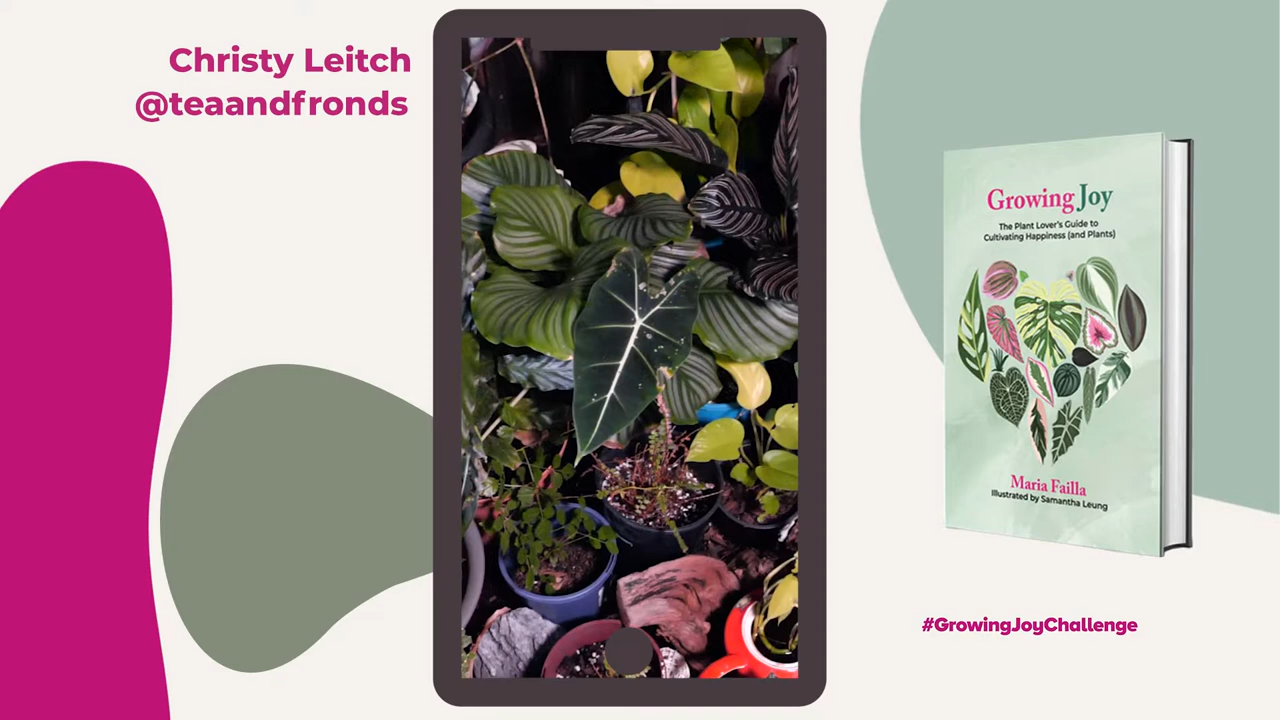 Christy Leitch
@teaandfronds
Growing Joy
The Plant Lover's Guide to
Cultivating Happiness (and Plants)
Maria Failla
Illustrated by Samantha Leung
#GrowingJoyChallenge